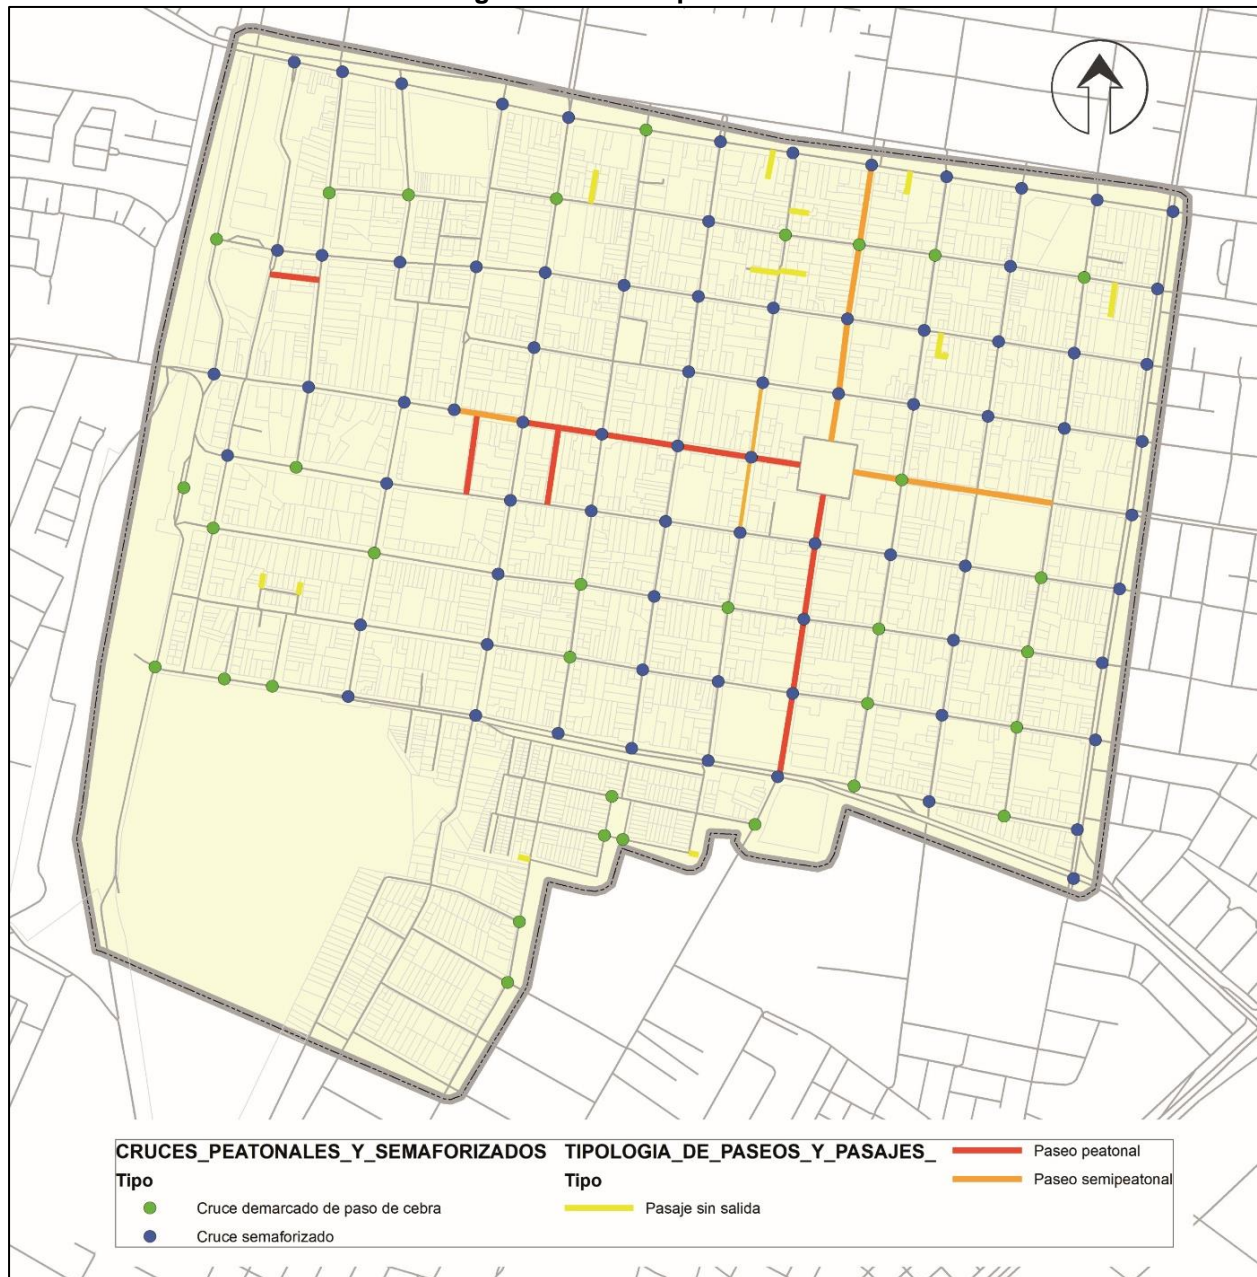 CRUCES_PEATONALES_Y_SEMAFORIZADOS
Tipo
Cruce demarcado de paso de cebra
Cruce semaforizado
TIPOLOGIA_DE_PASEOS_Y_PASAJES_
Tipo
Pasaje sin salida
Paseo peatonal
Paseo semipeatonal